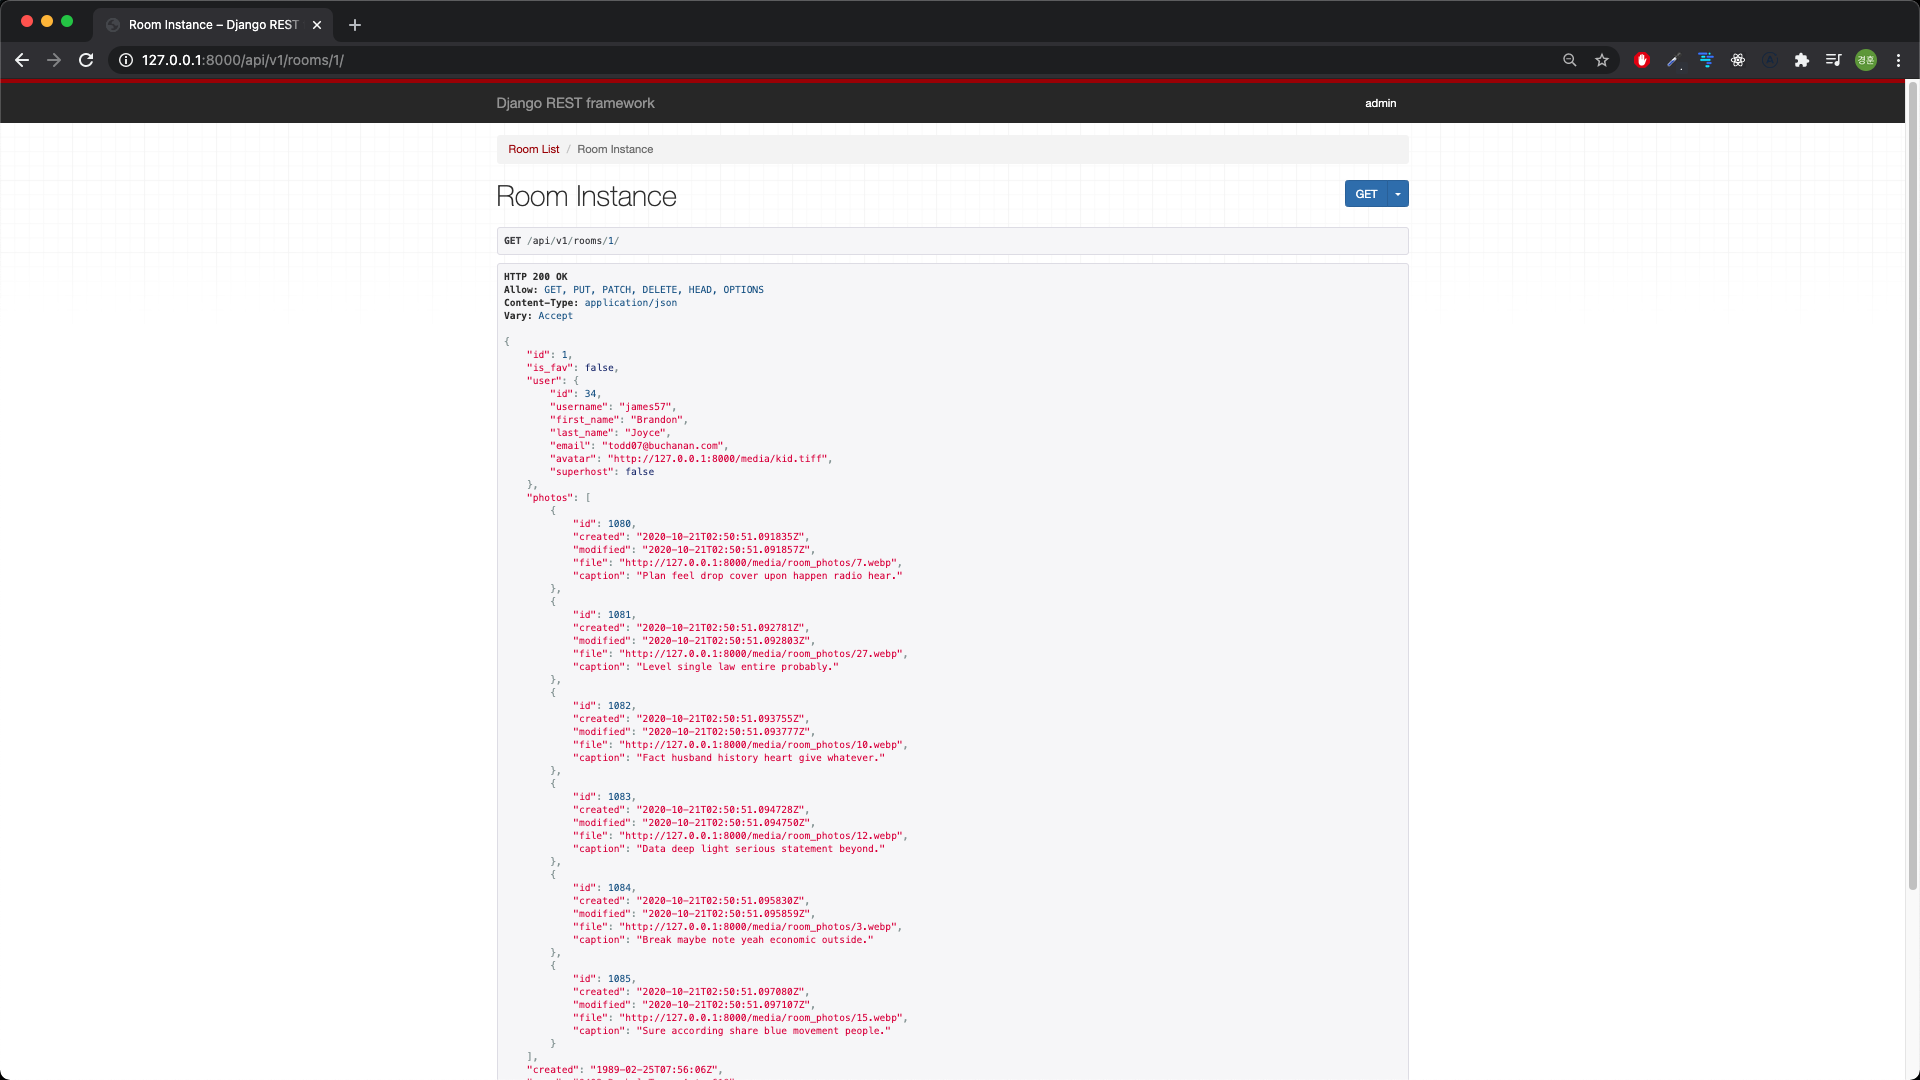 Room Instance – Django REST
127.0.0.1:8000/api/v1/rooms/1/
경훈
Django REST framework
admin
Room List / Room Instance
Room Instance
GET
GET /api/v1/rooms/1/
HTTP 200 OK
Allow: GET, PUT, PATCH, DELETE, HEAD, OPTIONS
Content-Type: application/json
Vary: Accept
{
"id": 1,
"is_fav": false,
"user": {
"id": 34,
"username": "james57",
"first_name": "Brandon",
"last_name": "Joyce",
"email": "todd07@buchanan.com",
"avatar": "http://127.0.0.1:8000/media/kid.tiff",
"superhost": false
},
"photos": [
{
"id": 1080,
"created": "2020-10-21T02:50:51.091835Z",
"modified": "2020-10-21T02:50:51.091857Z",
"file": "http://127.0.0.1:8000/media/room_photos/7.webp",
"caption": "Plan feel drop cover upon happen radio hear."
},
{
"id": 1081,
"created": "2020-10-21T02:50:51.092781Z",
"modified": "2020-10-21T02:50:51.092803Z",
"file": "http://127.0.0.1:8000/media/room_photos/27.webp",
"caption": "Level single law entire probably."
},
{
"id": 1082,
"created": "2020-10-21T02:50:51.093755Z",
"modified": "2020-10-21T02:50:51.093777Z",
"file": "http://127.0.0.1:8000/media/room_photos/10.webp",
"caption": "Fact husband history heart give whatever."
},
{
"id": 1083,
"created": "2020-10-21T02:50:51.094728Z",
"modified": "2020-10-21T02:50:51.094750Z",
"file": "http://127.0.0.1:8000/media/room_photos/12.webp",
"caption": "Data deep light serious statement beyond."
},
{
"id": 1084,
"created": "2020-10-21T02:50:51.095830Z",
"modified": "2020-10-21T02:50:51.095859Z",
"file": "http://127.0.0.1:8000/media/room_photos/3.webp",
"caption": "Break maybe note yeah economic outside."
},
{
"id": 1085,
"created": "2020-10-21T02:50:51.097080Z",
"modified": "2020-10-21T02:50:51.097107Z",
"file": "http://127.0.0.1:8000/media/room_photos/15.webp",
"caption": "Sure according share blue movement people."
}
],
"created": "1989-02-25T07:56:06Z",